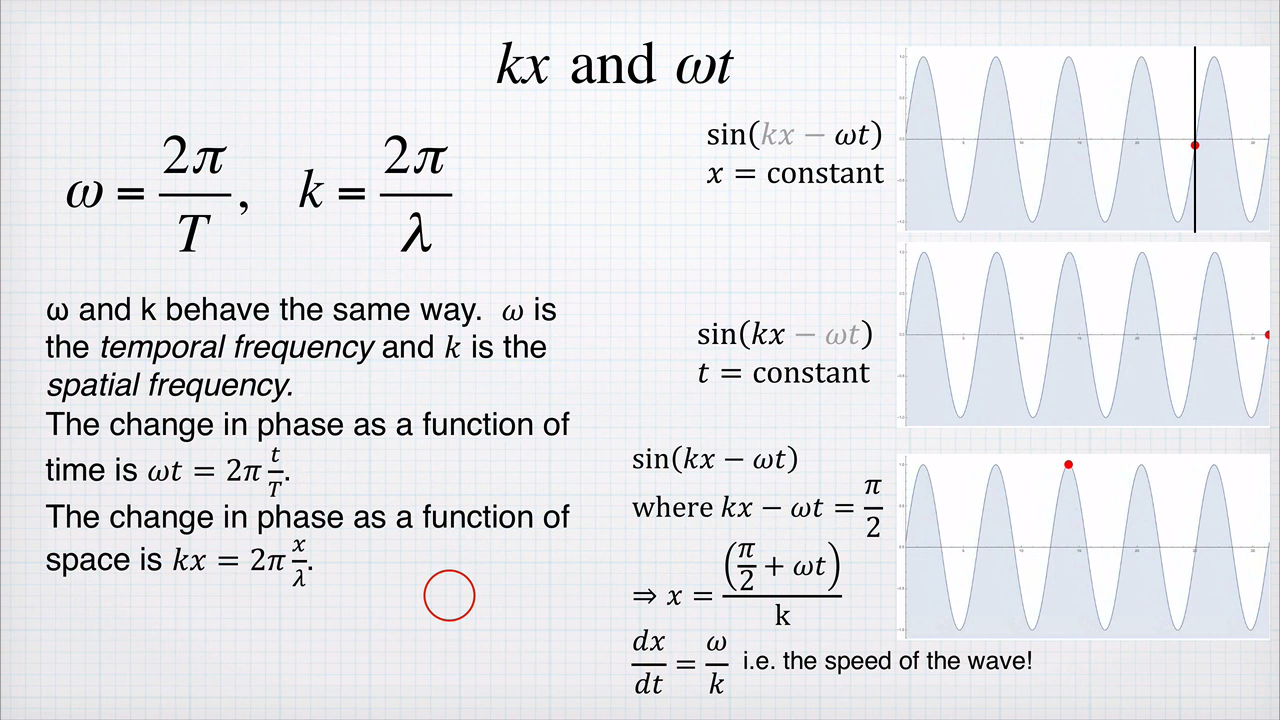 kx and ωt
ω = 2π/T, k = 2π/λ
ω and k behave the same way. ω is
the temporal frequency and k is the
spatial frequency.
The change in phase as a function of
time is ωt = 2π t/T.
The change in phase as a function of
space is kx = 2π x/λ.
sin(kx − ωt)
x = constant
sin(kx − ωt)
t = constant
sin(kx − ωt)
where kx − ωt = π/2
⇒ x = (π/2 + ωt)/k
dx/dt = ω/k i.e. the speed of the wave!